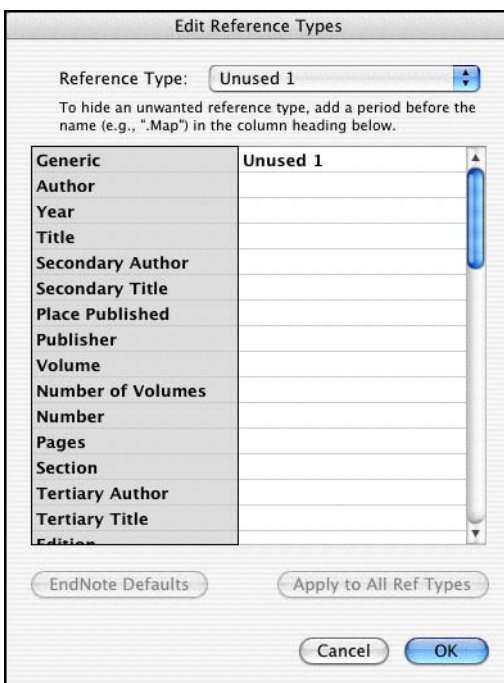 Edit Reference Types
Reference Type: Unused 1
To hide an unwanted reference type, add a period before the
name (e.g., ".Map") in the column heading below.
Generic Unused 1
Author
Year
Title
Secondary Author
Secondary Title
Place Published
Publisher
Volume
Number of Volumes
Number
Pages
Section
Tertiary Author
Tertiary Title
Edition
EndNote Defaults Apply to All Ref Types
Cancel OK